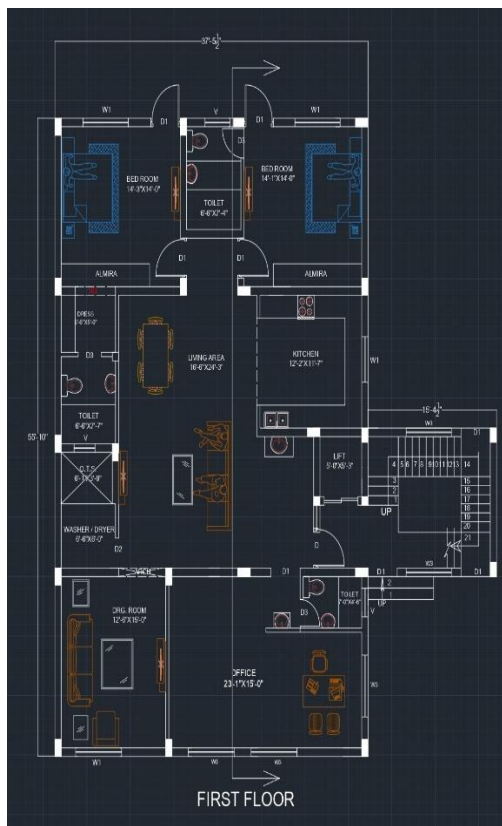 37'-5½"
W1
D1
V
D1
W1
D3
BED ROOM
14'-3"X14'-0"
BED ROOM
14'-1"X14'-0"
TOILET
6'-6"X7'-4"
D1
D1
ALMIRA
ALMIRA
DRESS
D3
LIVING AREA
16'-6"X24'-3"
KITCHEN
12'-2"X11'-7"
W1
TOILET
6'-6"X7'-7"
V
55'-10"
15'-4½"
D1
LIFT
5'-0"X5'-3"
4 5 6 7 8 9 10 11 12 13 14
3
2
1
15
16
17
18
19
20
21
UP
O.T.S
WASHER / DRYER
5'-6"X6'-0"
D2
D
D1
D1
D1
UP
2
1
TOILET
D3
V
DRG. ROOM
12'-6"X15'-0"
OFFICE
23'-1"X15'-0"
W1
FIRST FLOOR